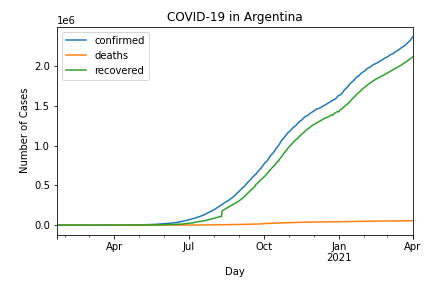 COVID-19 in Argentina
1e6
confirmed
deaths
recovered
2.0
1.5
1.0
0.5
0.0
Number of Cases
Apr Jul Oct Jan Apr
2021
Day